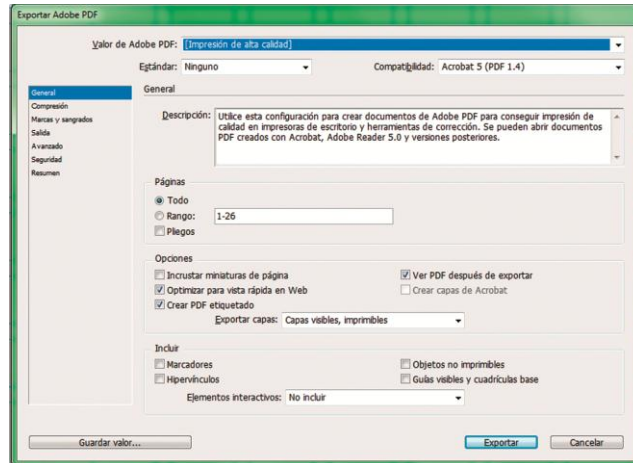 Exportar Adobe PDF
Valor de Adobe PDF: [Impresión de alta calidad]
Estándar: Ninguno Compatibilidad: Acrobat 5 (PDF 1.4)
General
Compresión
Marcas y sangrados
Salida
Avanzado
Seguridad
Resumen
General
Descripción: Utilice esta configuración para crear documentos de Adobe PDF para conseguir impresión de
calidad en impresoras de escritorio y herramientas de corrección. Se pueden abrir documentos
PDF creados con Acrobat, Adobe Reader 5.0 y versiones posteriores.
Páginas
Todo
Rango: 1-26
Pliegos
Opciones
Incrustar miniaturas de página Ver PDF después de exportar
Optimizar para vista rápida en Web Crear capas de Acrobat
Crear PDF etiquetado
Exportar capas: Capas visibles, imprimibles
Incluir
Marcadores Objetos no imprimibles
Hipervínculos Guías visibles y cuadrículas base
Elementos interactivos: No incluir
Guardar valor... Exportar Cancelar